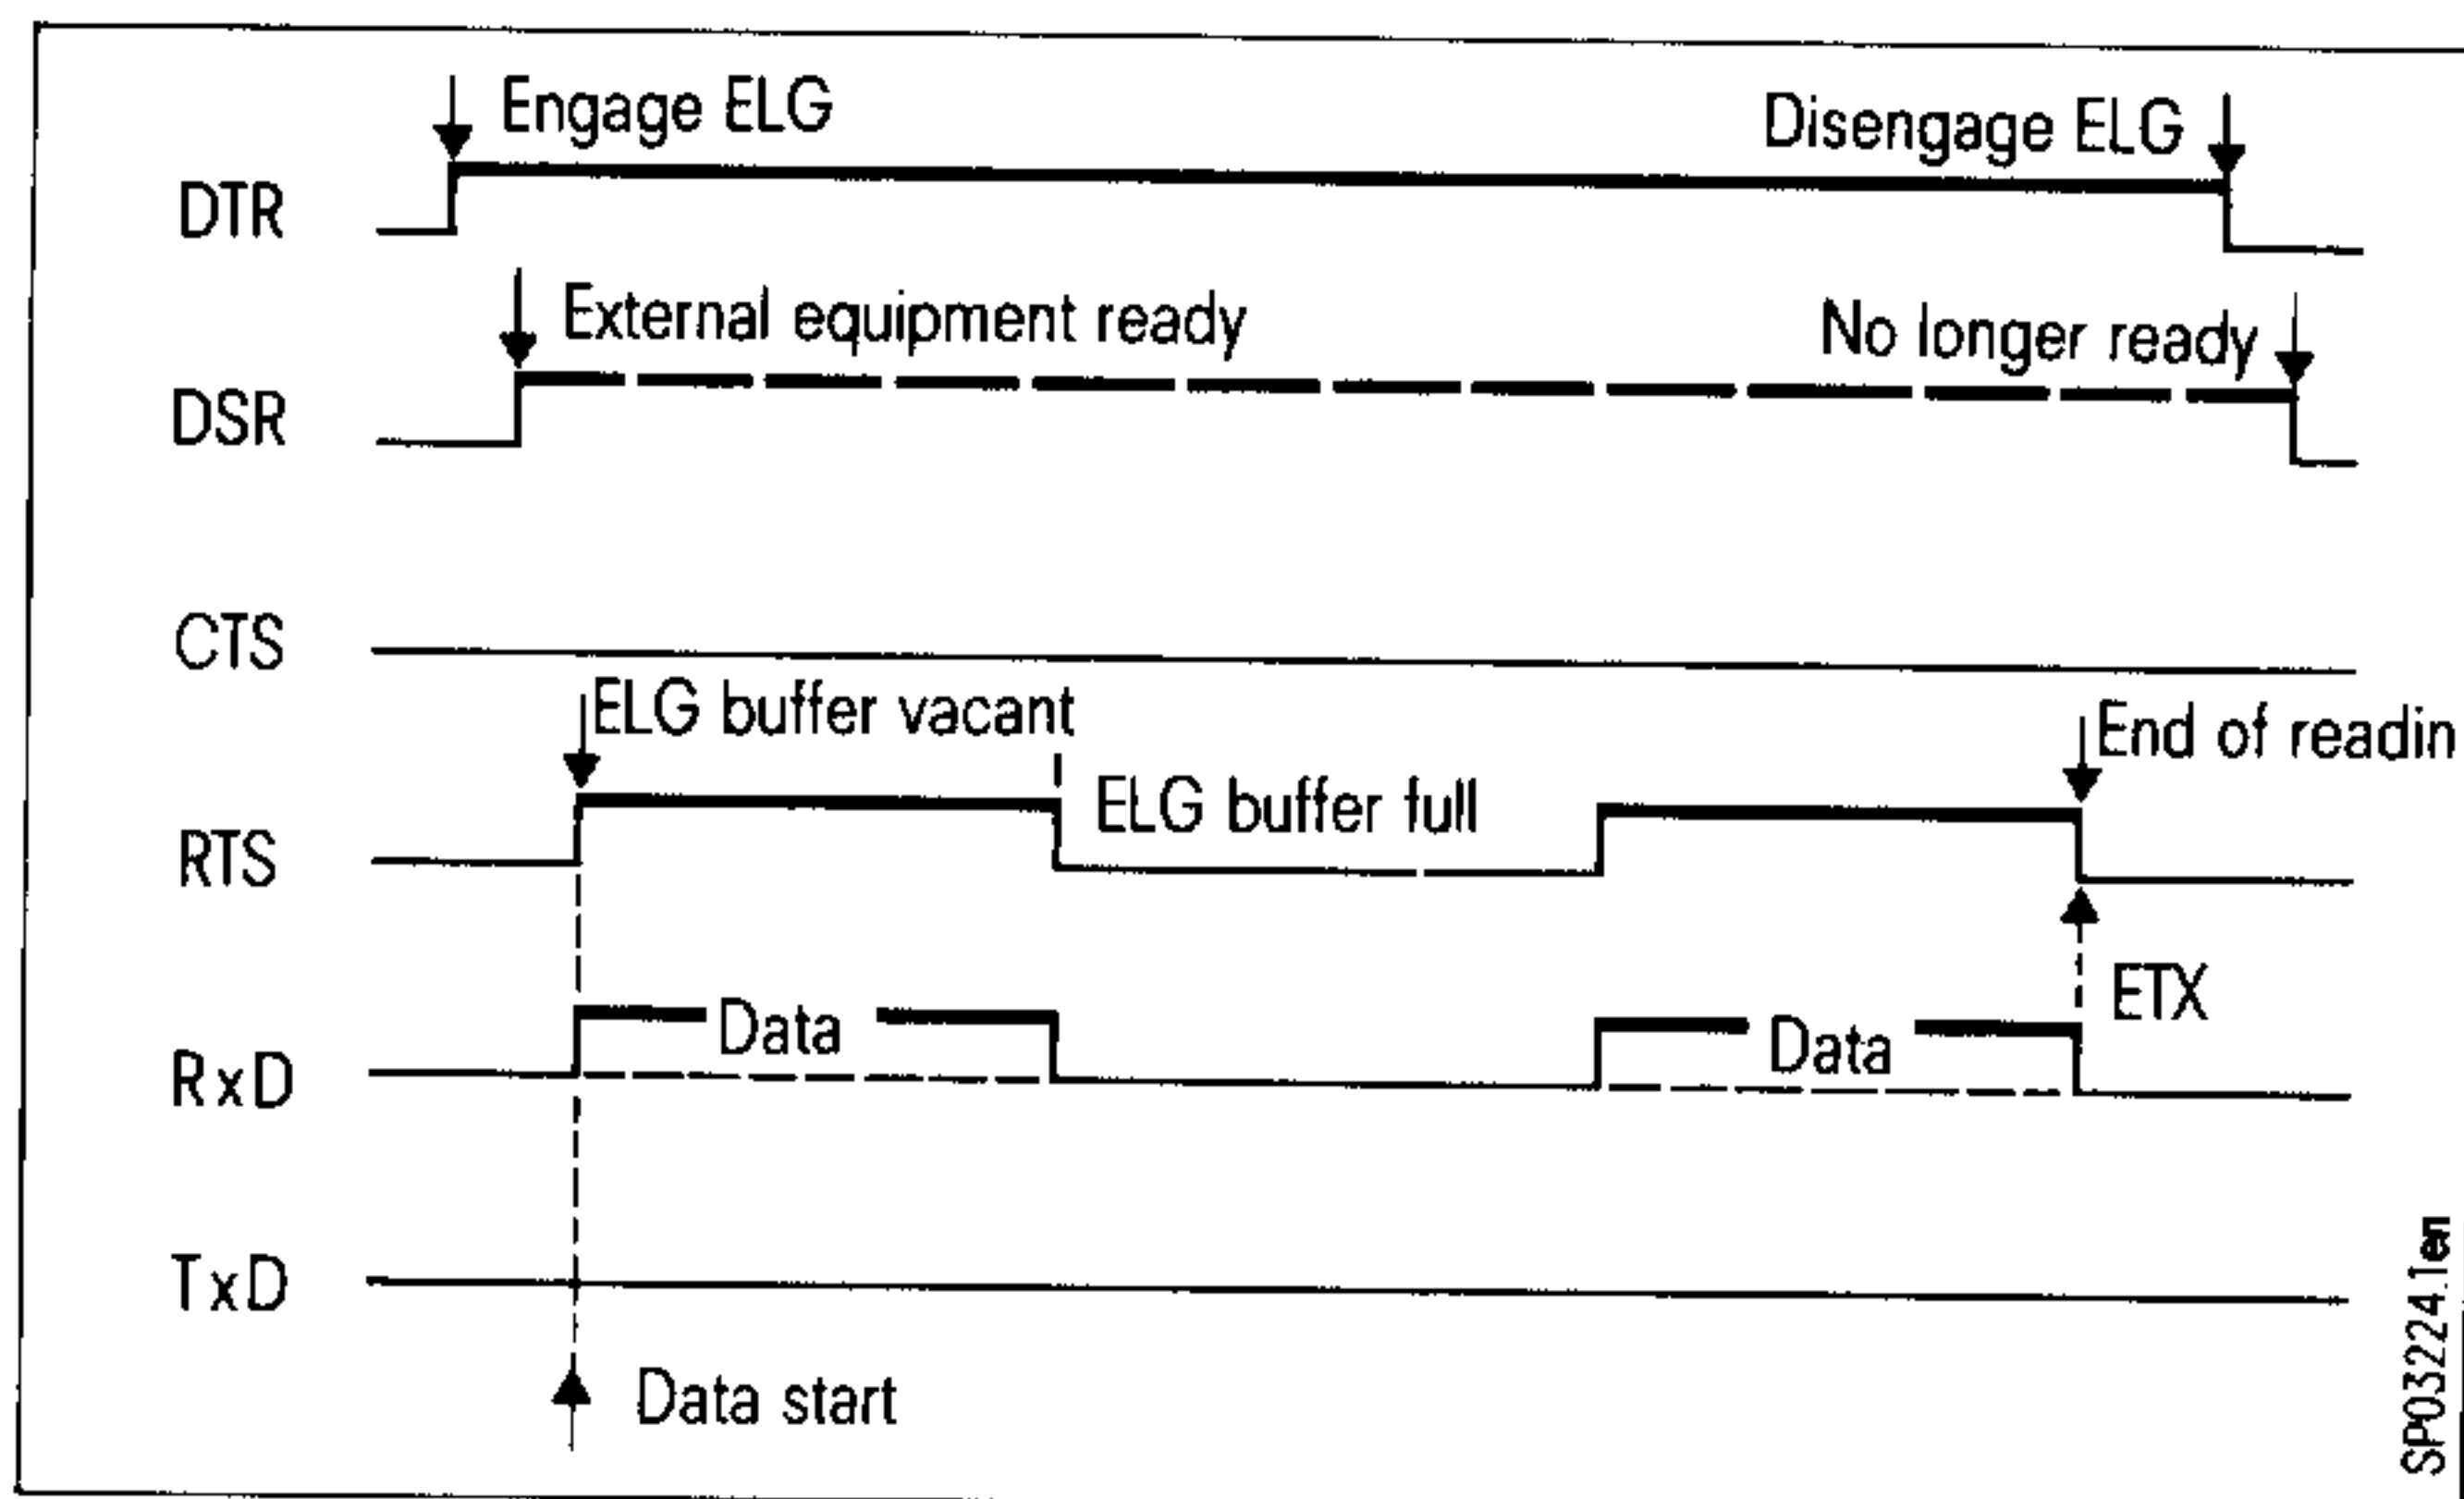 Engage ELG
Disengage ELG
DTR
External equipment ready
No longer ready
DSR
CTS
ELG buffer vacant
End of readin
ELG buffer full
RTS
ETX
Data
Data
RxD
TxD
Data start
SP03224.1en